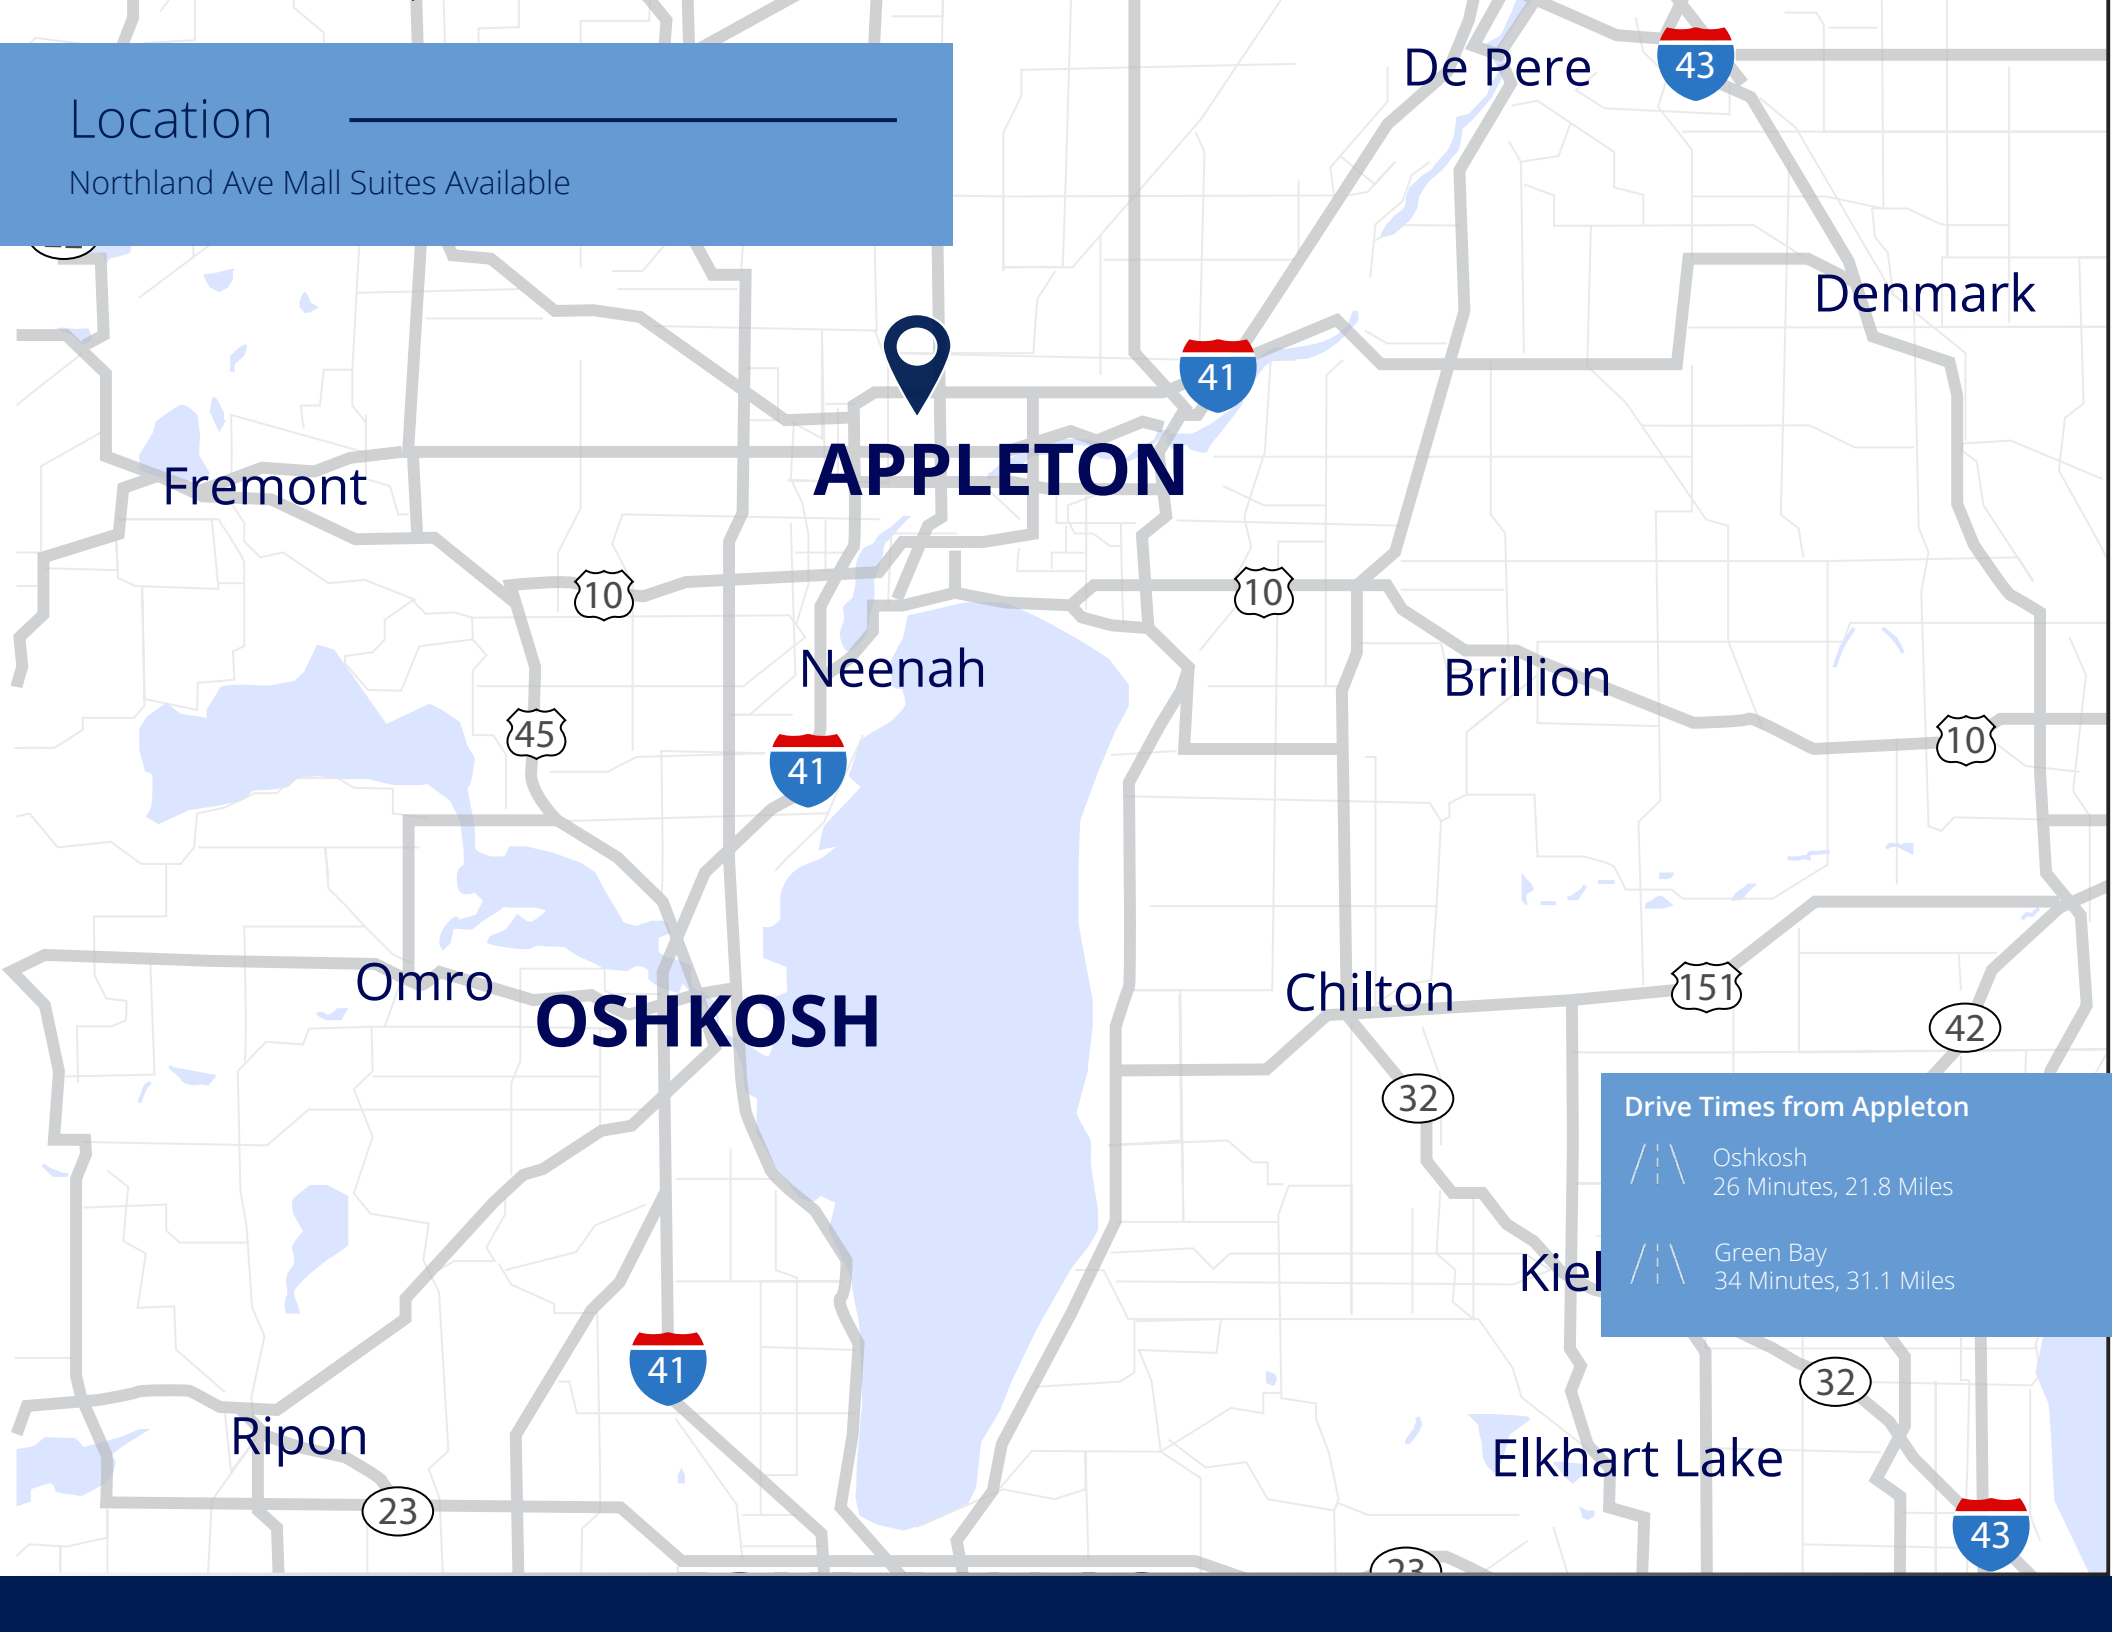 Location
Northland Ave Mall Suites Available
De Pere
43
Denmark
41
APPLETON
Fremont
10
10
Neenah
Brillion
45
10
41
Omro
OSHKOSH
Chilton
151
42
32
Drive Times from Appleton
Oshkosh
26 Minutes, 21.8 Miles
Green Bay
34 Minutes, 31.1 Miles
Kiel
41
32
Ripon
Elkhart Lake
23
43
23